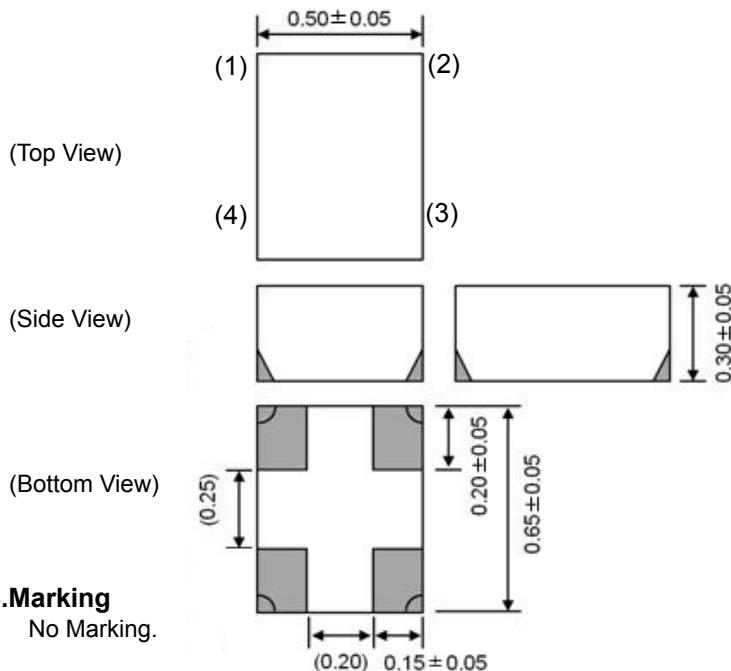 0.50±0.05
(1) (2)
(Top View)
(4) (3)
(Side View)
0.30±0.05
(Bottom View)
(0.25)
0.20±0.05
0.65±0.05
.Marking
No Marking.
(0.20) 0.15±0.05